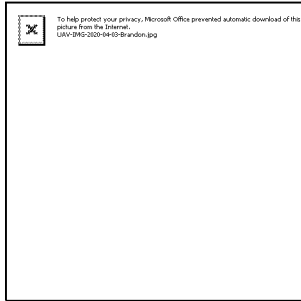 To help protect your privacy, Microsoft Office prevented automatic download of this
picture from the Internet.
UAV-IMG-2020-04-03-Brandon.jpg